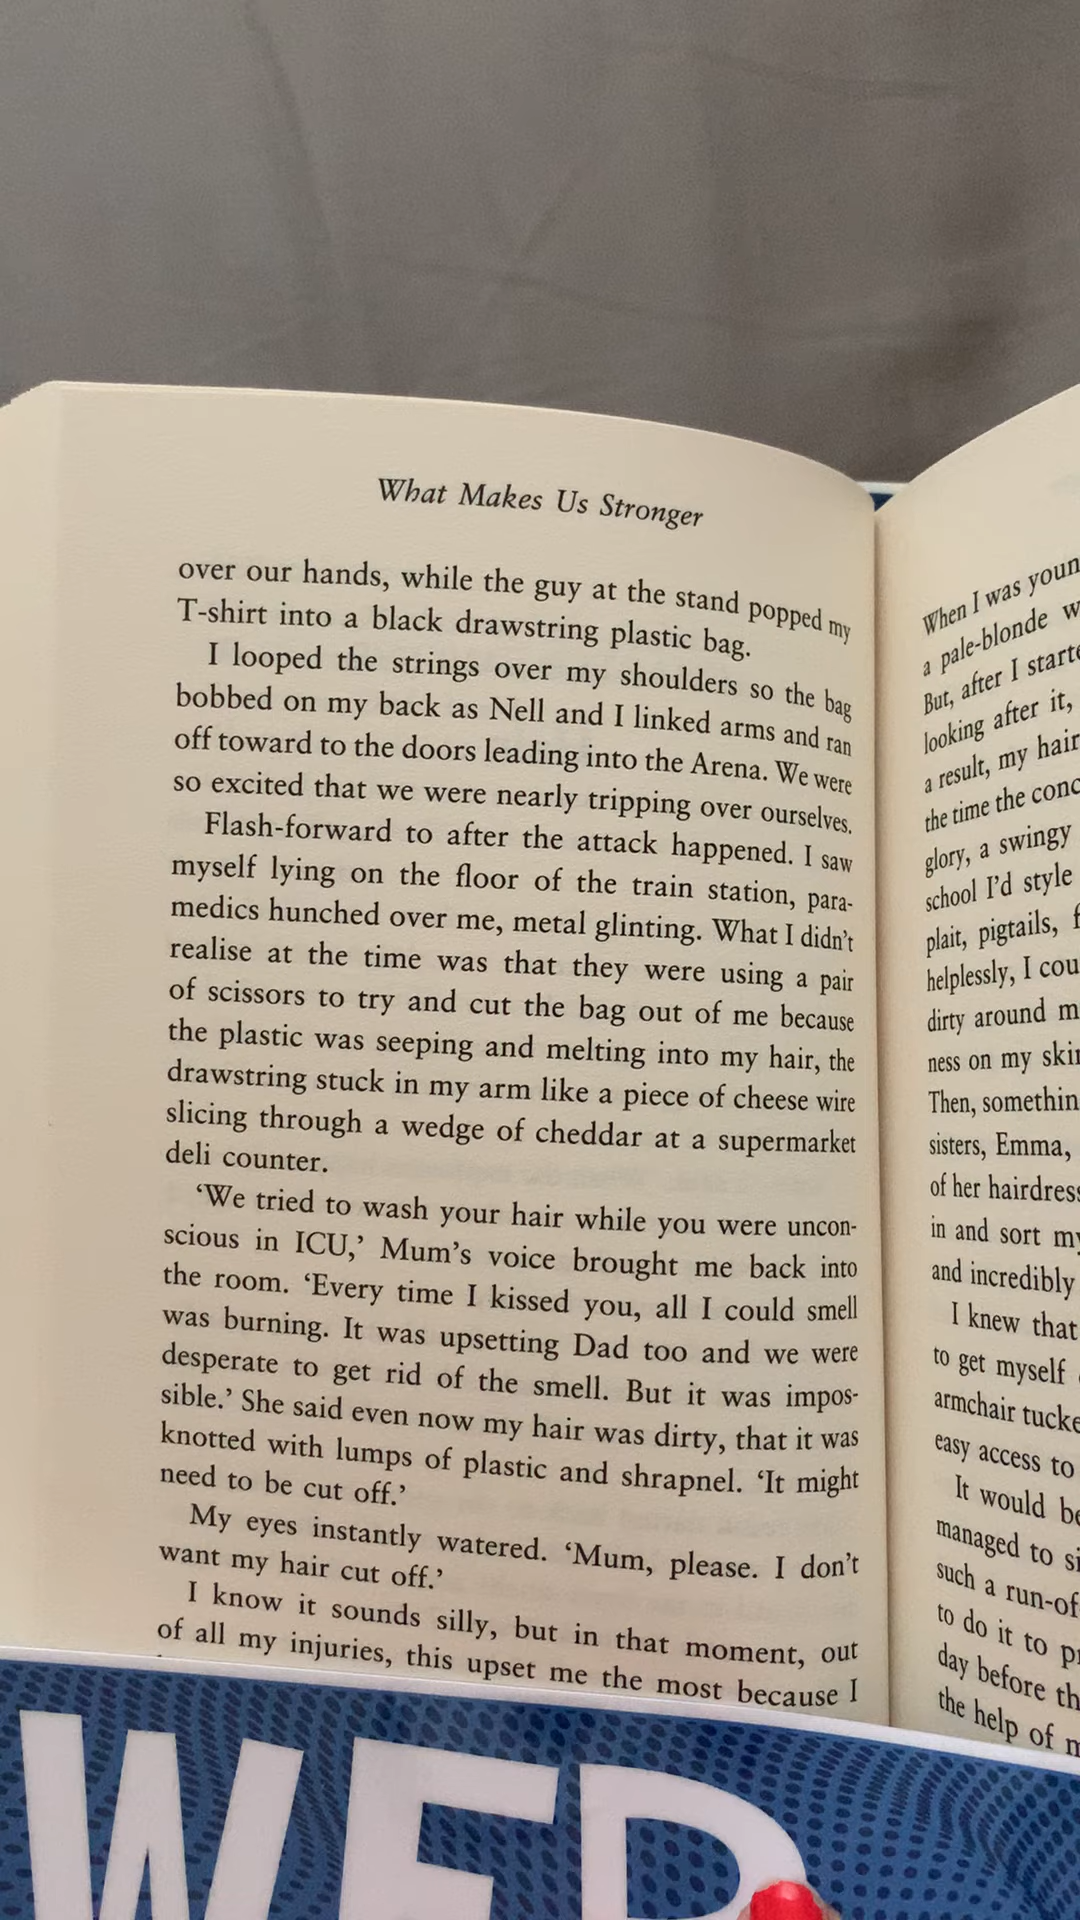 What Makes Us Stronger
over our hands, while the guy at the stand popped my
T-shirt into a black drawstring plastic bag.
I looped the strings over my shoulders so the bag
bobbed on my back as Nell and I linked arms and ran
off toward to the doors leading into the Arena. We were
so excited that we were nearly tripping over ourselves.
Flash-forward to after the attack happened. I saw
myself lying on the floor of the train station, para-
medics hunched over me, metal glinting. What I didn't
realise at the time was that they were using a pair
of scissors to try and cut the bag out of me because
the plastic was seeping and melting into my hair, the
drawstring stuck in my arm like a piece of cheese wire
slicing through a wedge of cheddar at a supermarket
deli counter.
'We tried to wash your hair while you were uncon-
scious in ICU,' Mum's voice brought me back into
the room. 'Every time I kissed you, all I could smell
was burning. It was upsetting Dad too and we were
desperate to get rid of the smell. But it was impos-
sible.' She said even now my hair was dirty, that it was
knotted with lumps of plastic and shrapnel. 'It might
need to be cut off.'
My eyes instantly watered. 'Mum, please. I don't
want my hair cut off.'
I know it sounds silly, but in that moment, out
of all my injuries, this upset me the most because I
When I was
a pale-blonde
But, after I
looking after it,
a result, my hair
the time the
glory, a swingy
school I'd style
plait, pigtails,
helplessly, I
dirty around
ness on my
Then,
sisters, Emma,
of her
in and sort
and incredibly
I knew that
to get myself
armchair
easy access to
It would
managed to
such a
to do it to
day before
the help of
WER